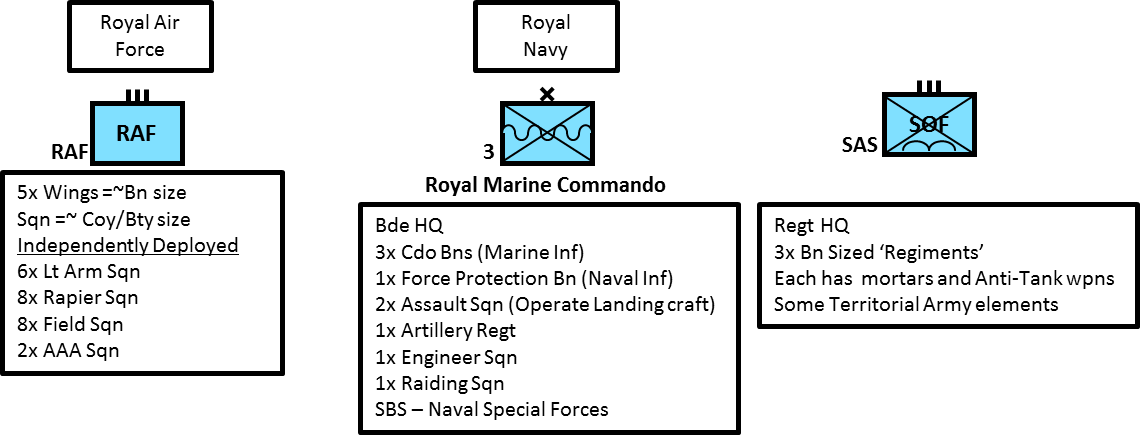 Royal Air
Force
RAF
RAF
5x Wings =~Bn size
Sqn =~ Coy/Bty size
Independently Deployed
6x Lt Arm Sqn
8x Rapier Sqn
8x Field Sqn
2x AAA Sqn
Royal
Navy
3
Royal Marine Commando
Bde HQ
3x Cdo Bns (Marine Inf)
1x Force Protection Bn (Naval Inf)
2x Assault Sqn (Operate Landing craft)
1x Artillery Regt
1x Engineer Sqn
1x Raiding Sqn
SBS – Naval Special Forces
SOF
SAS
Regt HQ
3x Bn Sized ‘Regiments’
Each has  mortars and Anti-Tank wpns
Some Territorial Army elements